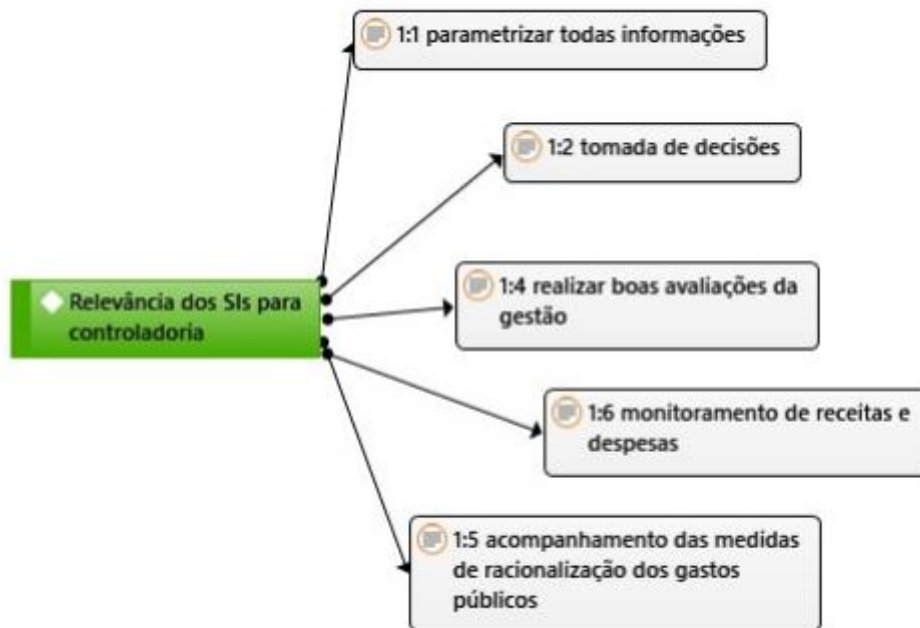 1:1 parametrizar todas informações
1:2 tomada de decisões
Relevância dos SIs para
controladoria
1:4 realizar boas avaliações da
gestão
1:6 monitoramento de receitas e
despesas
1:5 acompanhamento das medidas
de racionalização dos gastos
públicos